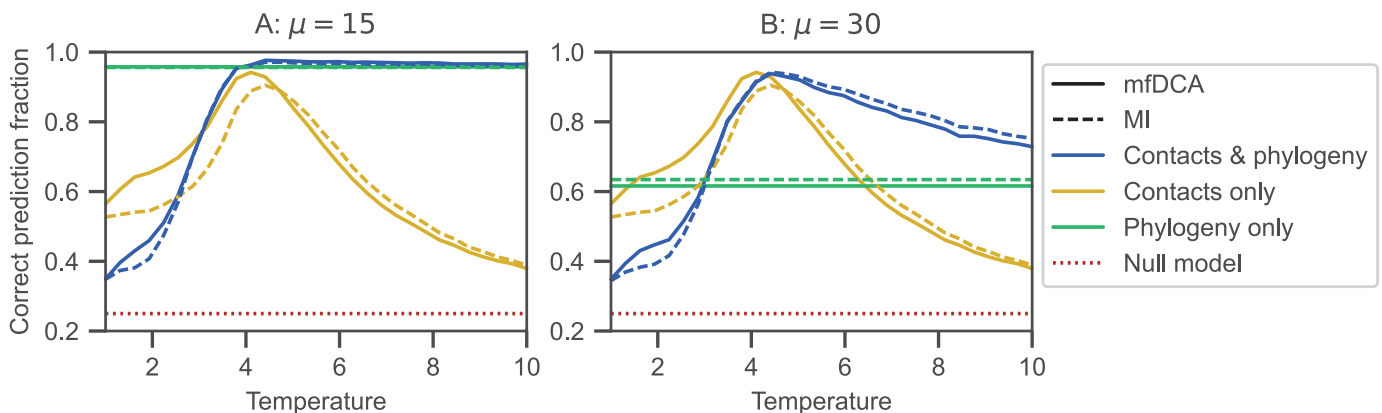 A: μ = 15
B: μ = 30
Correct prediction fraction
1.0
0.8
0.6
0.4
0.2
2
4
6
8
10
Temperature
1.0
0.8
0.6
0.4
0.2
2
4
6
8
10
Temperature
mfDCA
MI
Contacts & phylogeny
Contacts only
Phylogeny only
Null model